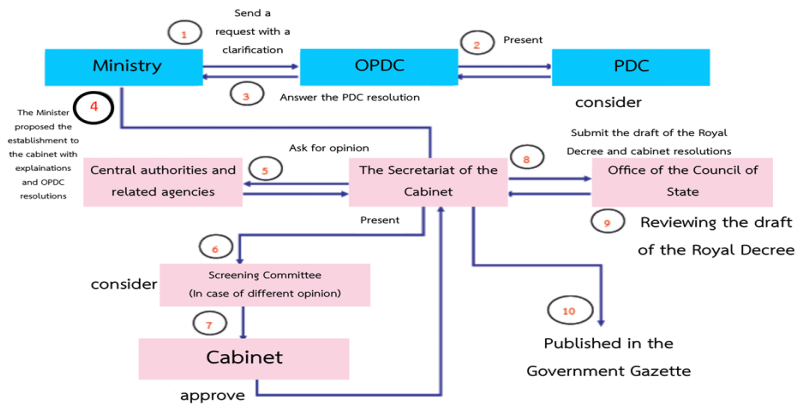 Send a
request with a
clarification
1
2
Present
Ministry
OPDC
PDC
3
Answer the PDC resolution
consider
4
The Minister
proposed the
establishment to
the cabinet with
explainations
and OPDC
resolutions
Ask for opinion
5
Submit the draft of the Royal
Decree and cabinet resolutions
8
Central authorities and
related agencies
The Secretariat of the
Cabinet
Office of the Council of
State
Present
9
Reviewing the draft
of the Royal Decree
6
consider
Screening Committee
(In case of different opinion)
7
10
Cabinet
Published in the
Government Gazette
approve